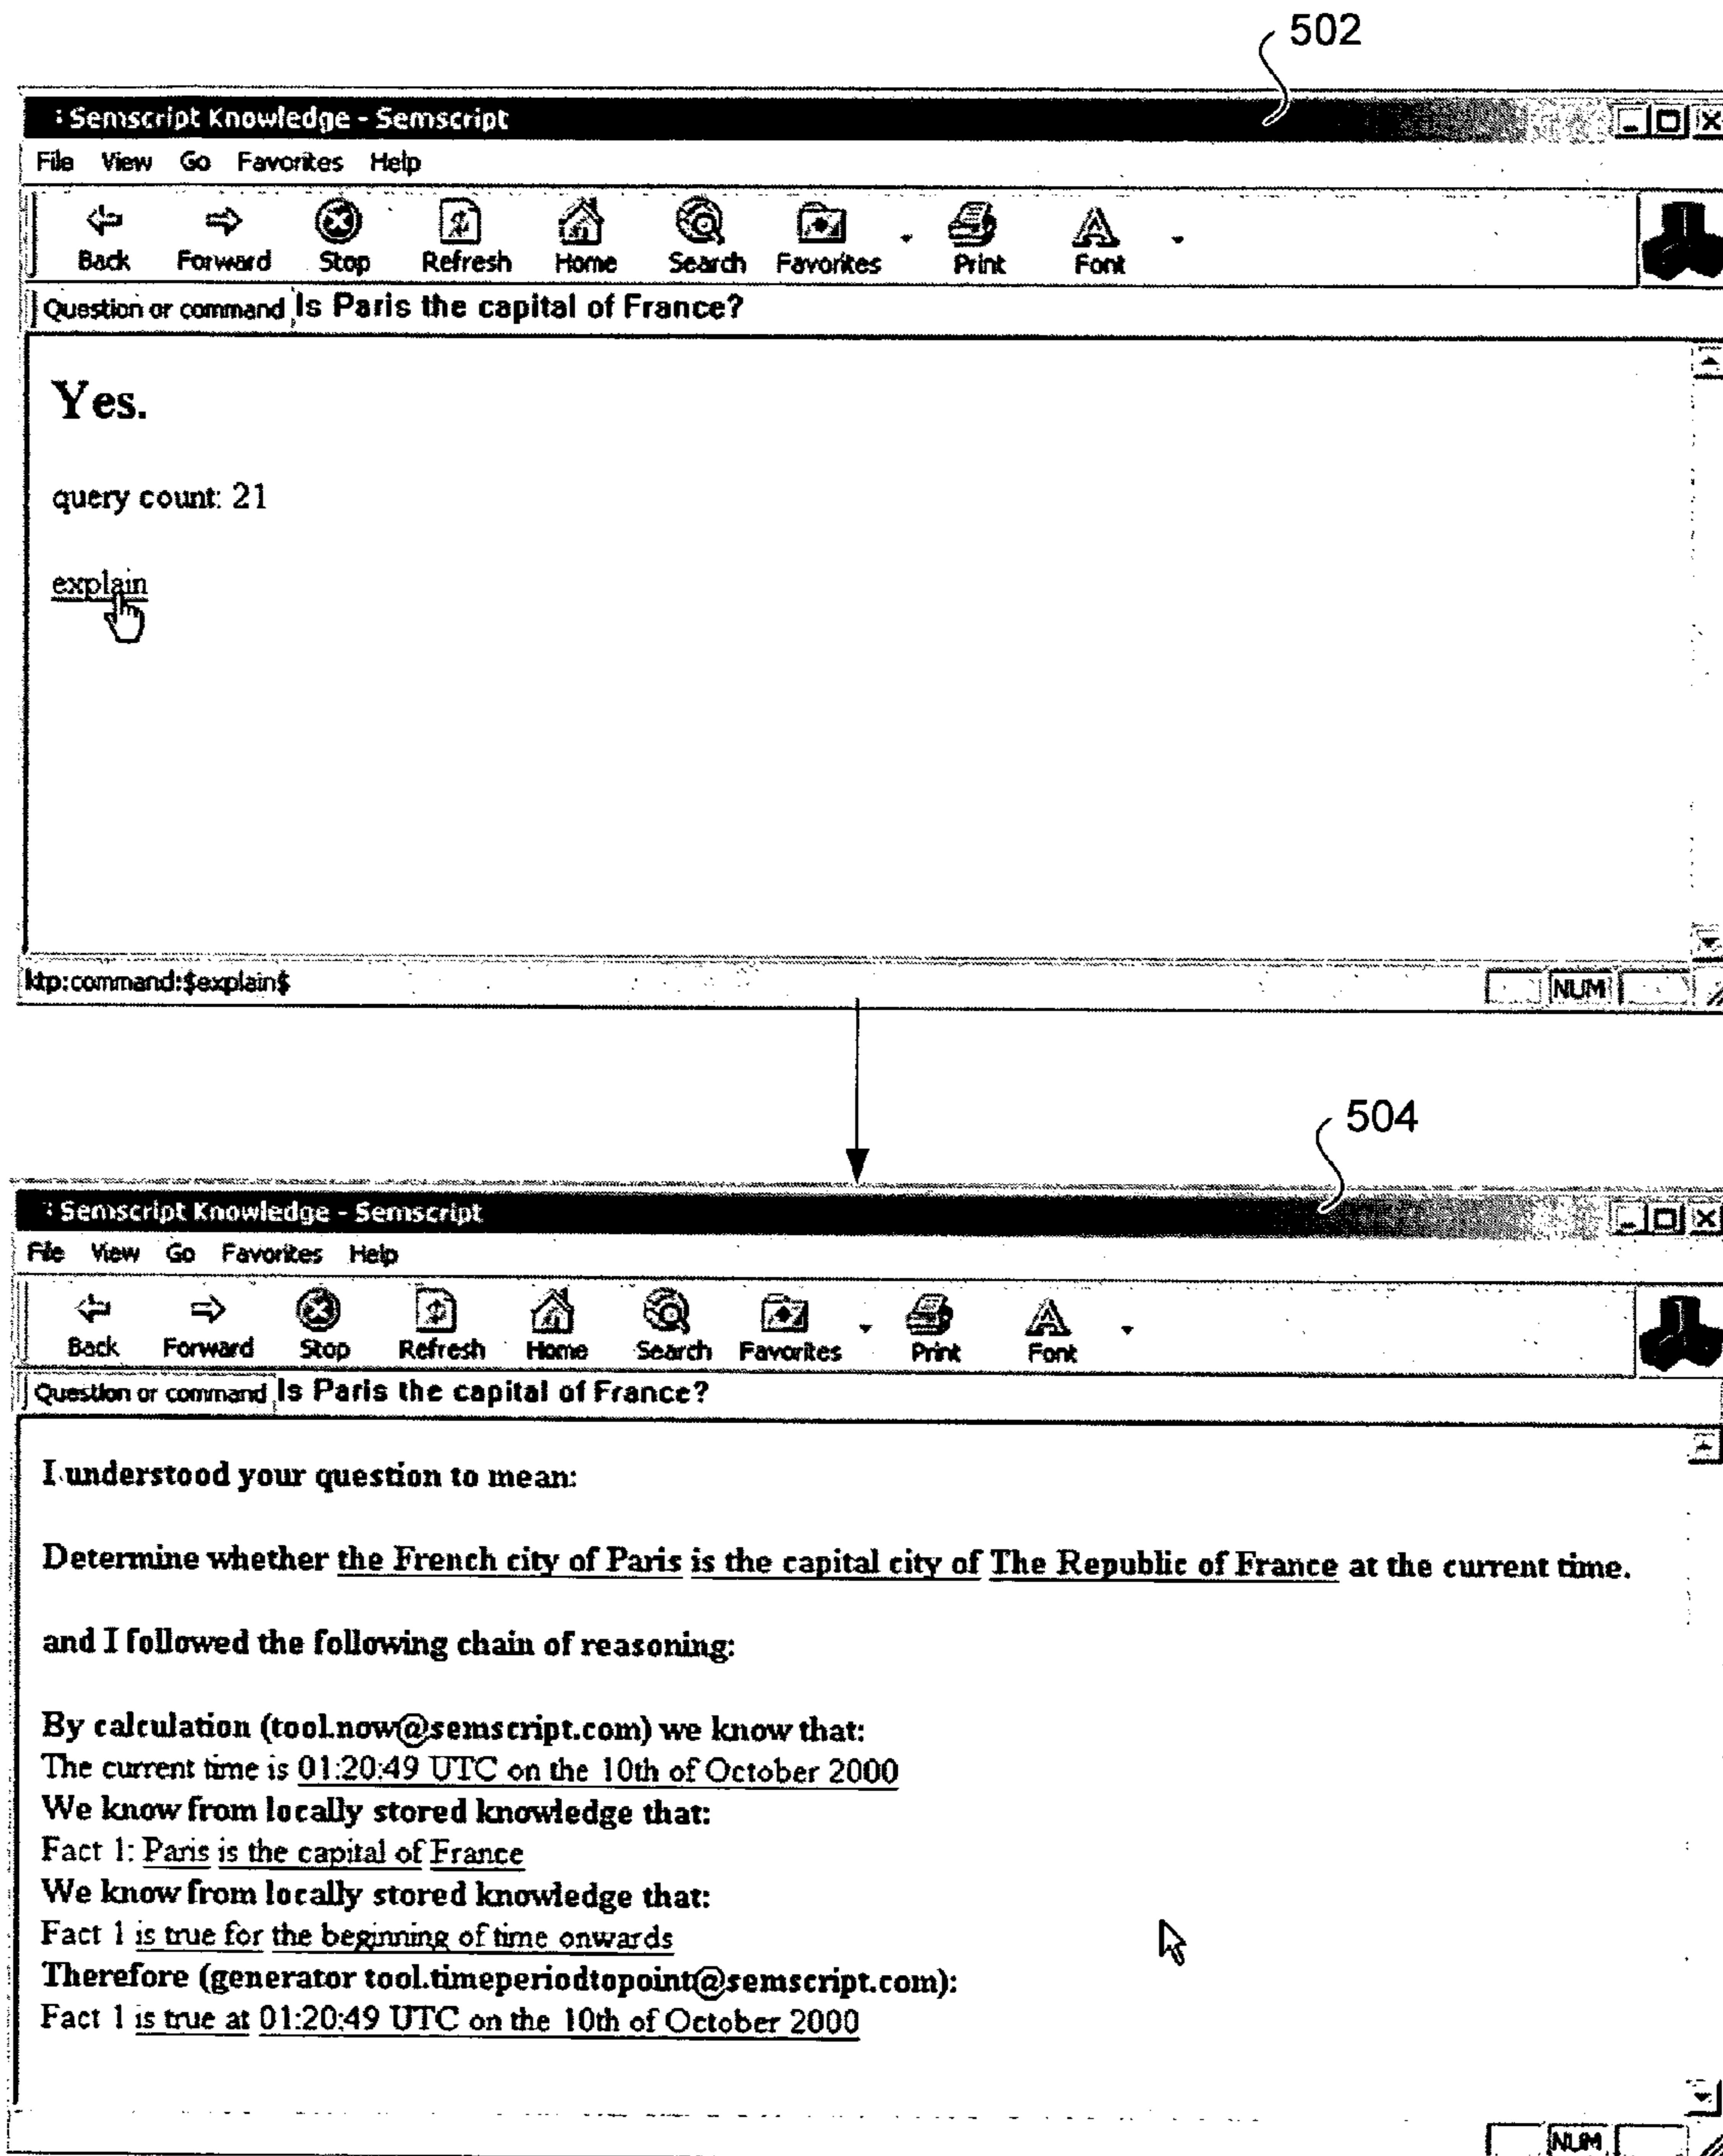 502
Semscript Knowledge - Semscript
File View Go Favorites Help
Back Forward Stop Refresh Home Search Favorites Print Font
Question or command Is Paris the capital of France?
Yes.
query count: 21
explain
ktp:command:$explain$
NUM
504
Semscript Knowledge - Semscript
File View Go Favorites Help
Back Forward Stop Refresh Home Search Favorites Print Font
Question or command Is Paris the capital of France?
I understood your question to mean:
Determine whether the French city of Paris is the capital city of The Republic of France at the current time.
and I followed the following chain of reasoning:
By calculation (tool.now@semscript.com) we know that:
The current time is 01:20:49 UTC on the 10th of October 2000
We know from locally stored knowledge that:
Fact 1: Paris is the capital of France
We know from locally stored knowledge that:
Fact 1 is true for the beginning of time onwards
Therefore (generator tool.timeperiodtopoint@semscript.com):
Fact 1 is true at 01:20:49 UTC on the 10th of October 2000
NUM